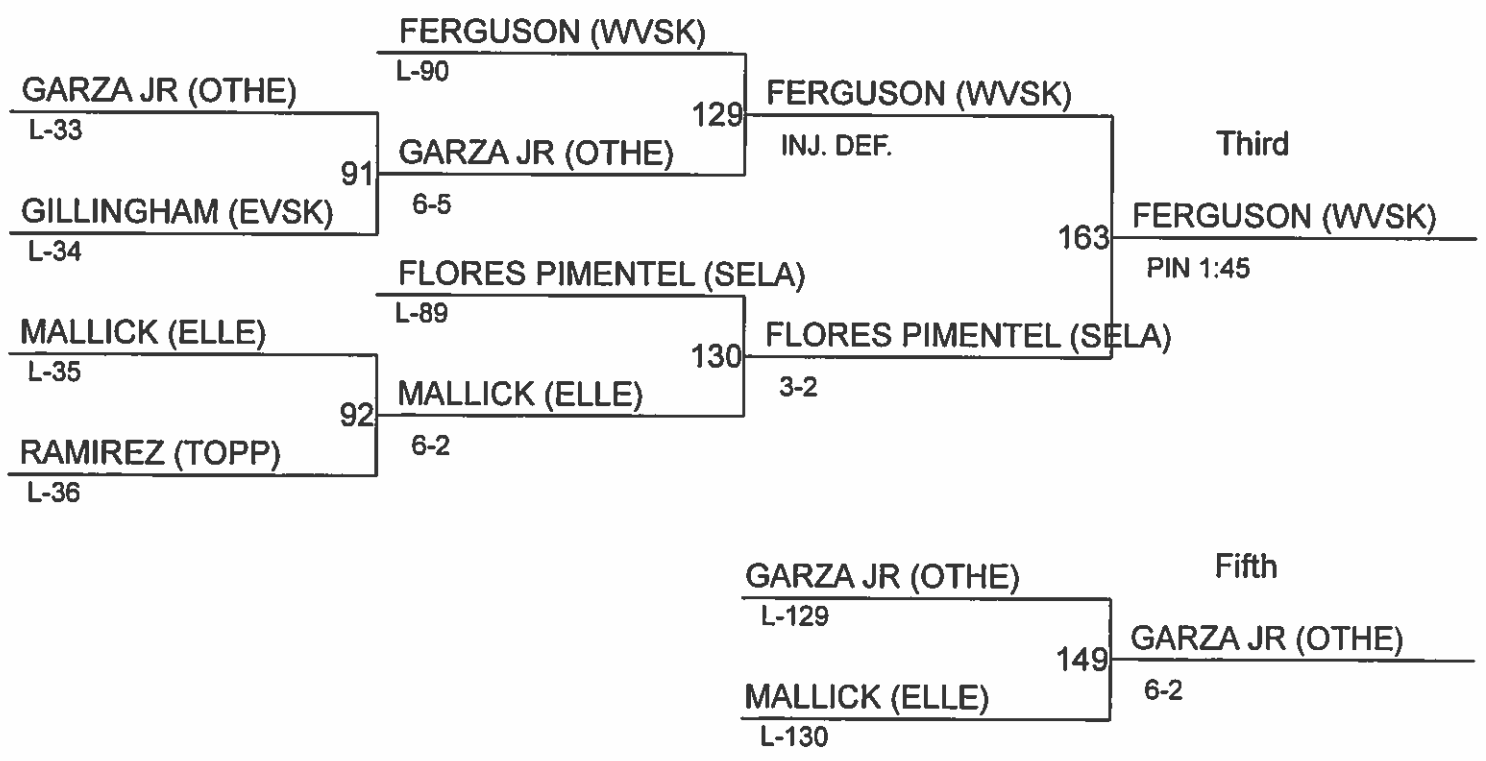 FERGUSON (WVSK)
L-90
GARZA JR (OTHE)
L-33
129
FERGUSON (WVSK)
INJ. DEF.
Third
91
GARZA JR (OTHE)
6-5
GILLINGHAM (EVSK)
L-34
163
FERGUSON (WVSK)
PIN 1:45
FLORES PIMENTEL (SELA)
L-89
MALLICK (ELLE)
L-35
130
FLORES PIMENTEL (SELA)
3-2
92
MALLICK (ELLE)
6-2
RAMIREZ (TOPP)
L-36
Fifth
GARZA JR (OTHE)
L-129
149
GARZA JR (OTHE)
6-2
MALLICK (ELLE)
L-130